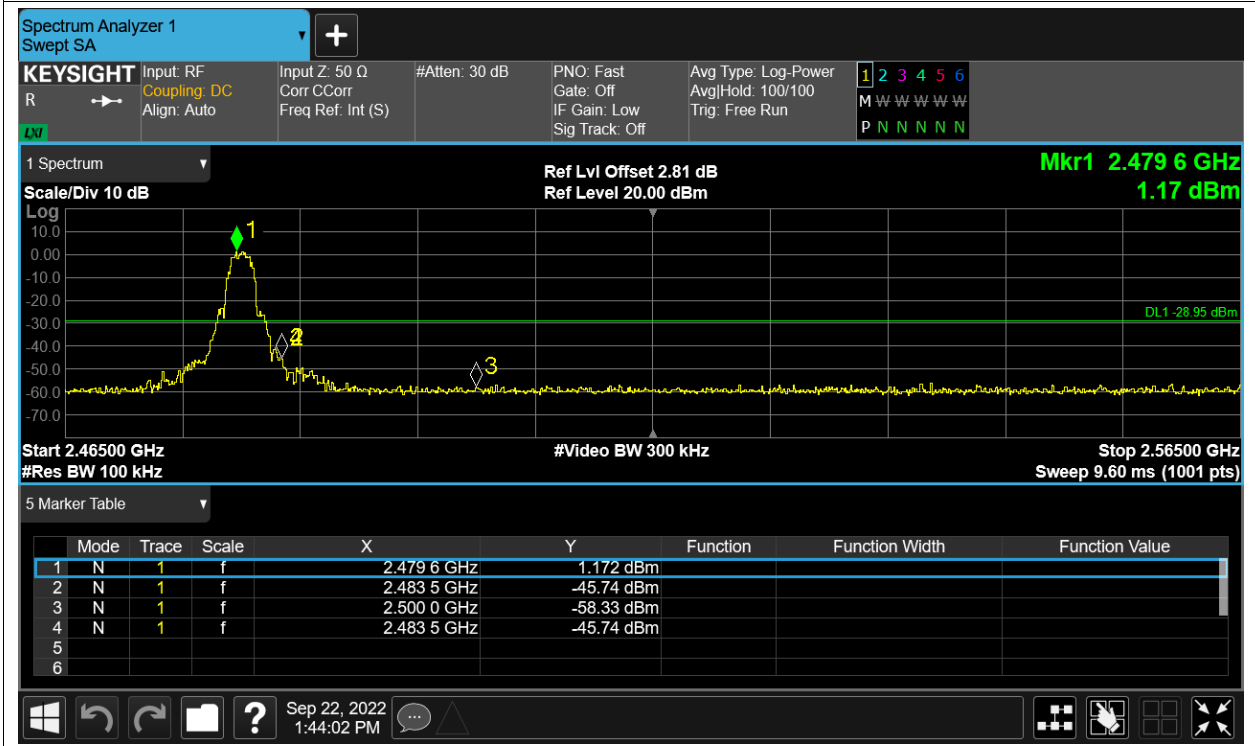 Spectrum Analyzer 1
Swept SA
+
KEYSIGHT Input: RF Input Z: 50 Ω #Atten: 30 dB PNO: Fast Avg Type: Log-Power 1 2 3 4 5 6
R Coupling: DC Corr CCorr Gate: Off Avg|Hold: 100/100 M W W W W W
Align: Auto Freq Ref: Int (S) IF Gain: Low Trig: Free Run
LXI Sig Track: Off P N N N N N
1 Spectrum Ref Lvl Offset 2.81 dB Mkr1 2.479 6 GHz
Scale/Div 10 dB Ref Level 20.00 dBm 1.17 dBm
Log
10.0 1
0.00
-10.0
-20.0
DL1 -28.95 dBm
-30.0
-40.0
-50.0 3
-60.0
-70.0
Start 2.46500 GHz #Video BW 300 kHz Stop 2.56500 GHz
#Res BW 100 kHz Sweep 9.60 ms (1001 pts)
5 Marker Table
Mode Trace Scale X Y Function Function Width Function Value
1 N 1 f 2.479 6 GHz 1.172 dBm
2 N 1 f 2.483 5 GHz -45.74 dBm
3 N 1 f 2.500 0 GHz -58.33 dBm
4 N 1 f 2.483 5 GHz -45.74 dBm
5
6
? Sep 22, 2022
1:44:02 PM